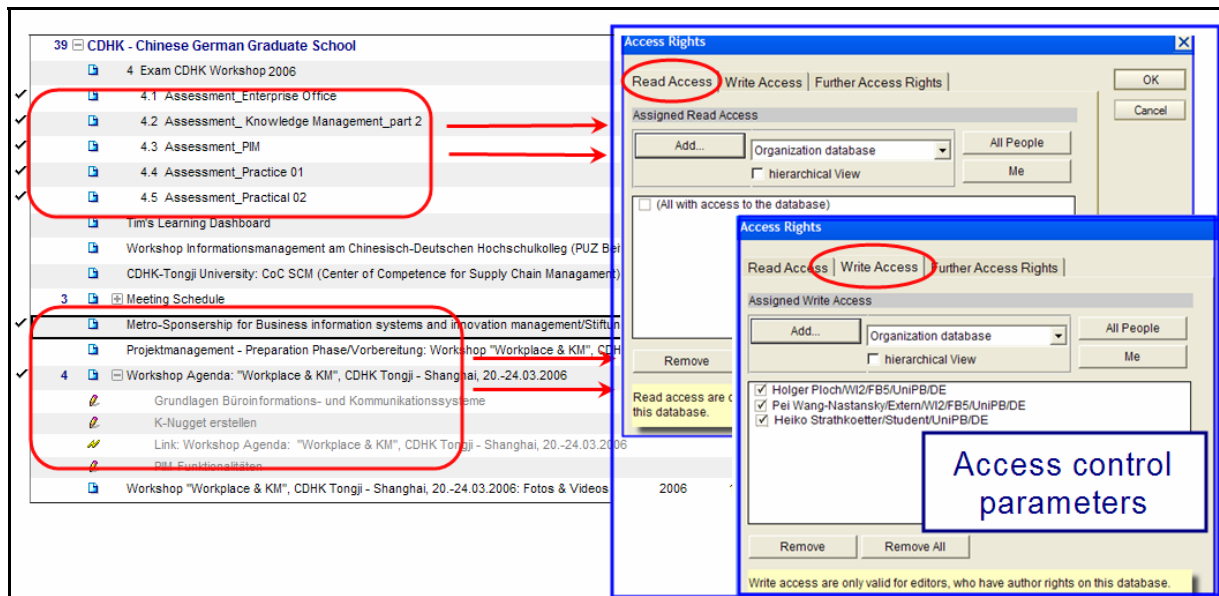 39 CDHK - Chinese German Graduate School
4 Exam CDHK Workshop 2006
4.1 Assessment_Enterprise Office
4.2 Assessment_ Knowledge Management_part 2
4.3 Assessment_PIM
4.4 Assessment_Practice 01
4.5 Assessment_Practical 02
Tim's Learning Dashboard
Workshop Informationsmanagement am Chinesisch-Deutschen Hochschulkolleg (PUZ Bei
CDHK-Tongji University: CoC SCM (Center of Competence for Supply Chain Managament)
3 Meeting Schedule
Metro-Sponsership for Business information systems and innovation management/Stiftun
Projektmanagement - Preparation Phase/Vorbereitung: Workshop "Workplace & KM", CDH
4 Workshop Agenda: "Workplace & KM", CDHK Tongji - Shanghai, 20.-24.03.2006
Grundlagen Büroinformations- und Kommunikationssysteme
K-Nugget erstellen
Link: Workshop Agenda: "Workplace & KM", CDHK Tongji - Shanghai, 20.-24.03.2006
PIM-Funktionalitäten
Workshop "Workplace & KM", CDHK Tongji - Shanghai, 20.-24.03.2006: Fotos & Videos 2006
Access Rights
Read Access Write Access Further Access Rights
OK
Cancel
Assigned Read Access
Add... Organization database All People
hierarchical View Me
(All with access to the database)
Remove
Read access are
this database.
Access Rights
Read Access Write Access Further Access Rights
Assigned Write Access
Add... Organization database All People
hierarchical View Me
Holger Ploch/WI2/FB5/UniPB/DE
Pei Wang-Nastansky/Extern/WI2/FB5/UniPB/DE
Heiko Strathkoetter/Student/UniPB/DE
Access control
parameters
Remove Remove All
Write access are only valid for editors, who have author rights on this database.